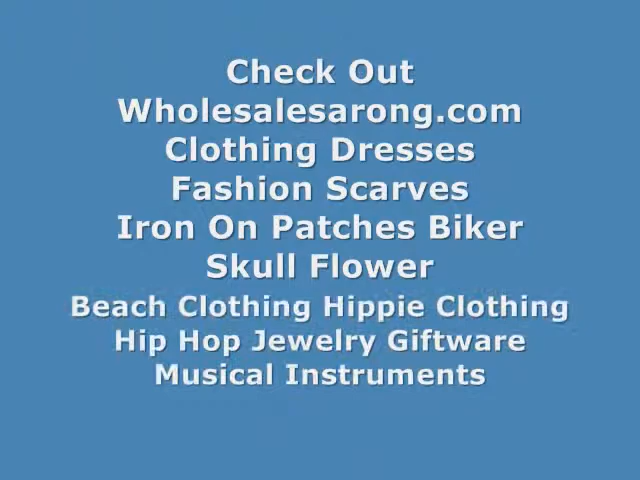 Check Out
Wholesalesarong.com
Clothing Dresses
Fashion Scarves
Iron On Patches Biker
Skull Flower
Beach Clothing Hippie Clothing
Hip Hop Jewelry Giftware
Musical Instruments